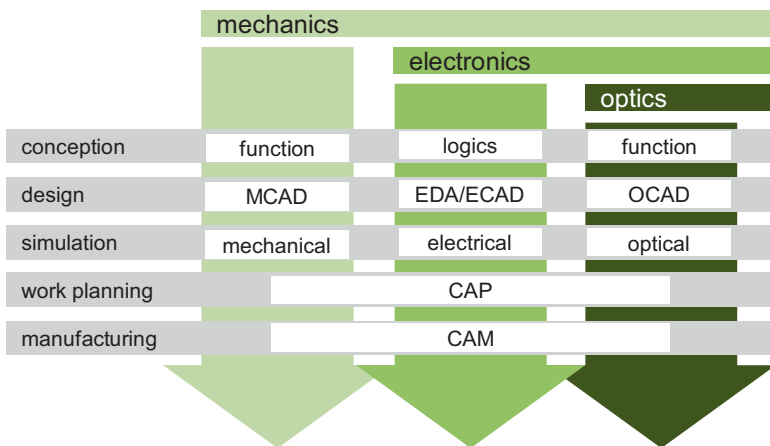 mechanics
electronics
optics
conception function logics function
design MCAD EDA/ECAD OCAD
simulation mechanical electrical optical
work planning CAP
manufacturing CAM